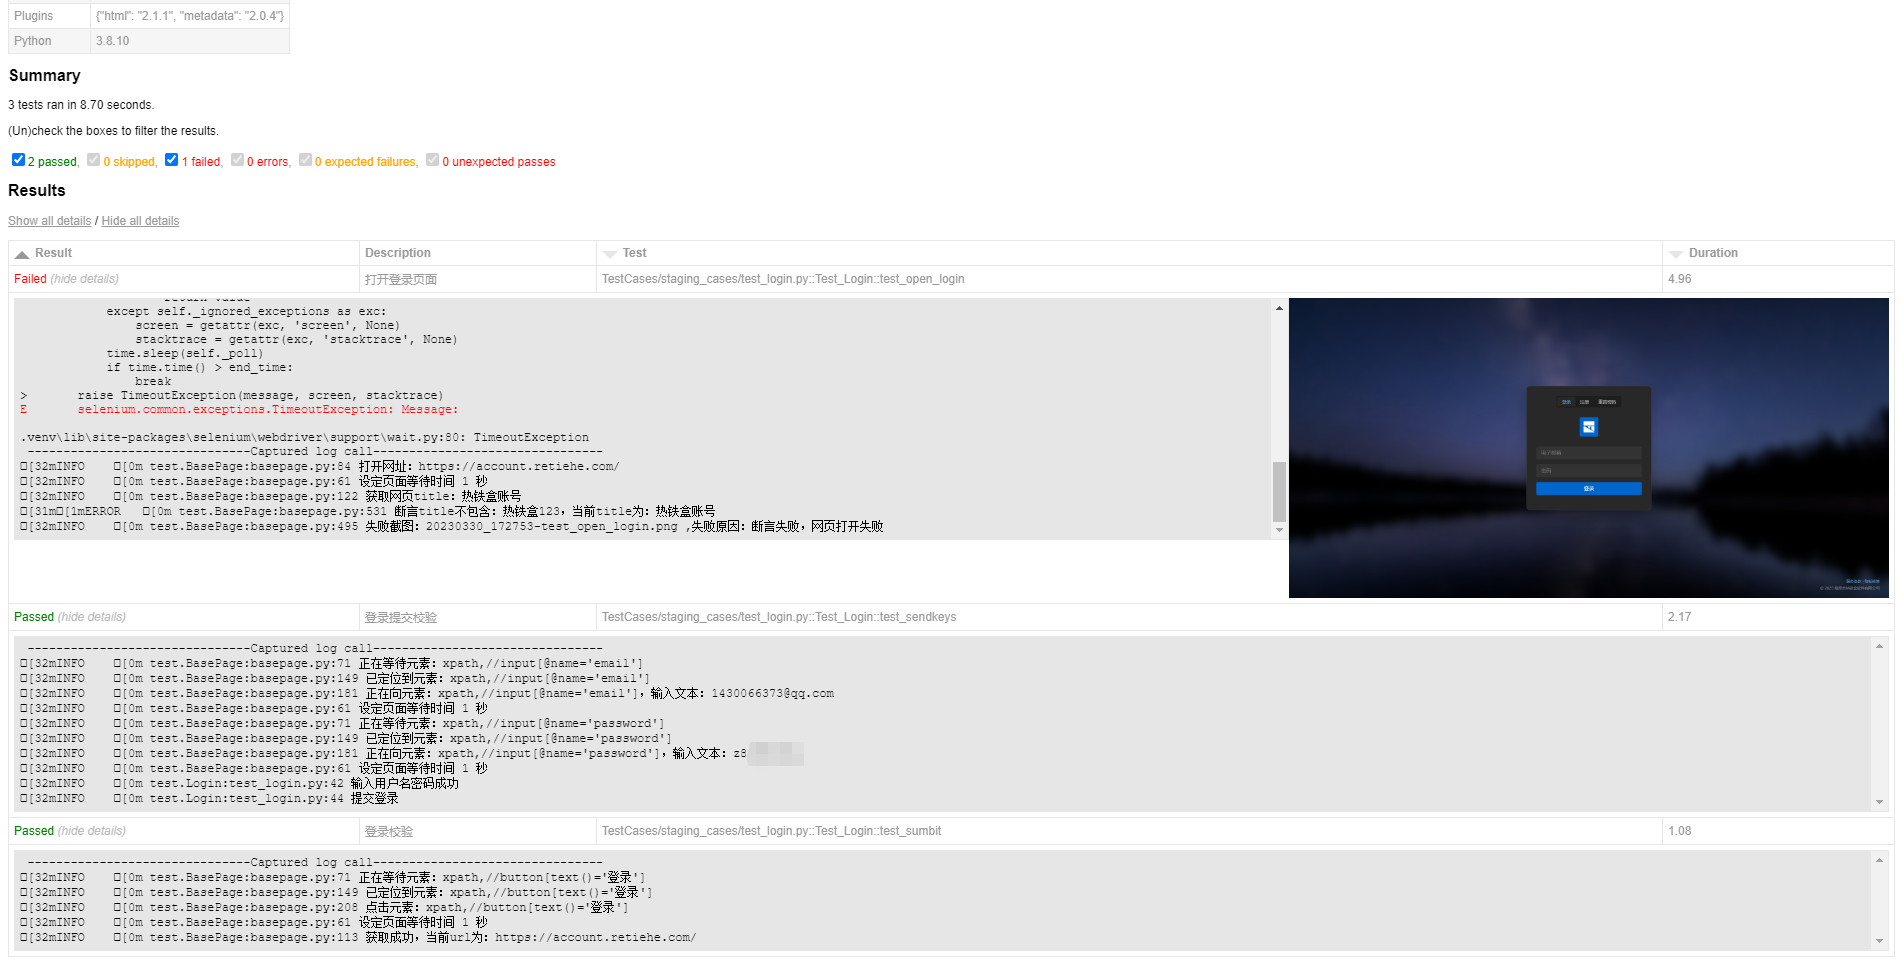 Plugins {"html": "2.1.1", "metadata": "2.0.4"}
Python 3.8.10
Summary
3 tests ran in 8.70 seconds.
(Un)check the boxes to filter the results.
2 passed, 0 skipped, 1 failed, 0 errors, 0 expected failures, 0 unexpected passes
Results
Show all details / Hide all details
Result Description Test Duration
Failed (hide details) 打开登录页面 TestCases/staging_cases/test_login.py::Test_Login::test_open_login 4.96
return value
except self._ignored_exceptions as exc:
screen = getattr(exc, 'screen', None)
stacktrace = getattr(exc, 'stacktrace', None)
time.sleep(self._poll)
if time.time() > end_time:
break
> raise TimeoutException(message, screen, stacktrace)
E selenium.common.exceptions.TimeoutException: Message:
.venv\lib\site-packages\selenium\webdriver\support\wait.py:80: TimeoutException
-------------------------------Captured log call--------------------------------
[32mINFO [0m test.BasePage:basepage.py:84 打开网址：https://account.retiehe.com/
[32mINFO [0m test.BasePage:basepage.py:61 设定页面等待时间 1 秒
[32mINFO [0m test.BasePage:basepage.py:122 获取网页title：热铁盒账号
[31m[1mERROR [0m test.BasePage:basepage.py:531 断言title不包含：热铁盒123，当前title为：热铁盒账号
[32mINFO [0m test.BasePage:basepage.py:495 失败截图：20230330_172753-test_open_login.png ,失败原因：断言失败，网页打开失败
登录 注册 重置密码
密码
登录
Passed (hide details) 登录提交校验 TestCases/staging_cases/test_login.py::Test_Login::test_sendkeys 2.17
-------------------------------Captured log call--------------------------------
[32mINFO [0m test.BasePage:basepage.py:71 正在等待元素：xpath,//input[@name='email']
[32mINFO [0m test.BasePage:basepage.py:149 已定位到元素：xpath,//input[@name='email']
[32mINFO [0m test.BasePage:basepage.py:181 正在向元素：xpath,//input[@name='email']，输入文本：1430066373@qq.com
[32mINFO [0m test.BasePage:basepage.py:61 设定页面等待时间 1 秒
[32mINFO [0m test.BasePage:basepage.py:71 正在等待元素：xpath,//input[@name='password']
[32mINFO [0m test.BasePage:basepage.py:149 已定位到元素：xpath,//input[@name='password']
[32mINFO [0m test.BasePage:basepage.py:181 正在向元素：xpath,//input[@name='password']，输入文本：z8
[32mINFO [0m test.BasePage:basepage.py:61 设定页面等待时间 1 秒
[32mINFO [0m test.Login:test_login.py:42 输入用户名密码成功
[32mINFO [0m test.Login:test_login.py:44 提交登录
Passed (hide details) 登录校验 TestCases/staging_cases/test_login.py::Test_Login::test_sumbit 1.08
-------------------------------Captured log call--------------------------------
[32mINFO [0m test.BasePage:basepage.py:71 正在等待元素：xpath,//button[text()='登录']
[32mINFO [0m test.BasePage:basepage.py:149 已定位到元素：xpath,//button[text()='登录']
[32mINFO [0m test.BasePage:basepage.py:208 点击元素：xpath,//button[text()='登录']
[32mINFO [0m test.BasePage:basepage.py:61 设定页面等待时间 1 秒
[32mINFO [0m test.BasePage:basepage.py:113 获取成功，当前url为：https://account.retiehe.com/